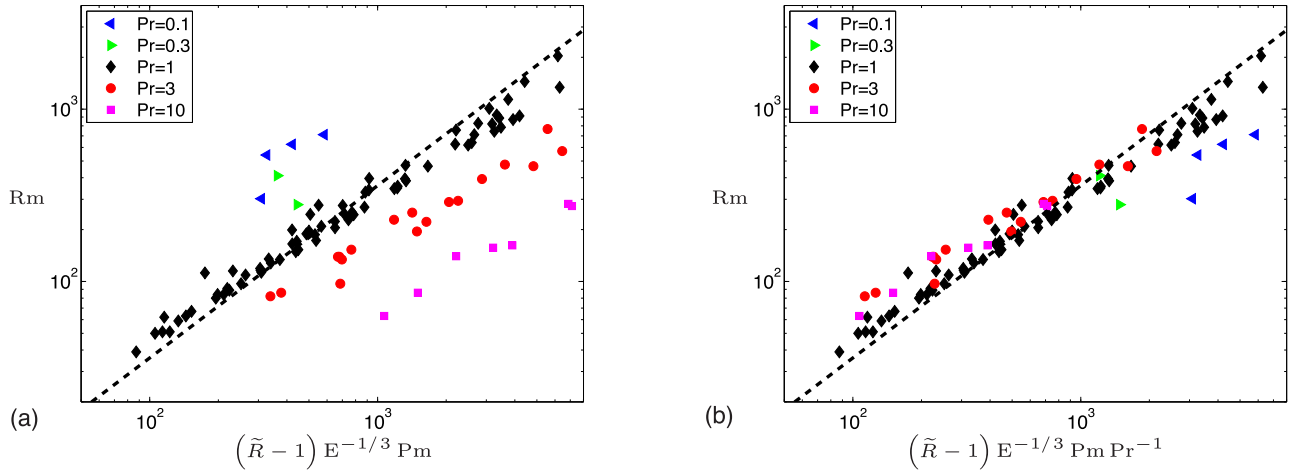 Pr=0.1
Pr=0.3
Pr=1
Pr=3
Pr=10
10^3
Rm
10^2
10^2 10^3
(a)
(R̃ − 1) E^{−1/3} Pm
Pr=0.1
Pr=0.3
Pr=1
Pr=3
Pr=10
10^3
Rm
10^2
10^2 10^3
(b)
(R̃ − 1) E^{−1/3} Pm Pr^{−1}